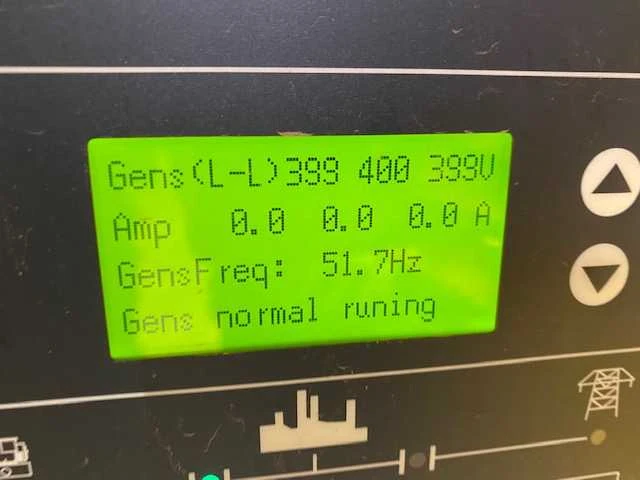 Gens(L-L)399 400 399V
Amp 0.0 0.0 0.0 A
GensFreq: 51.7Hz
Gens normal runing